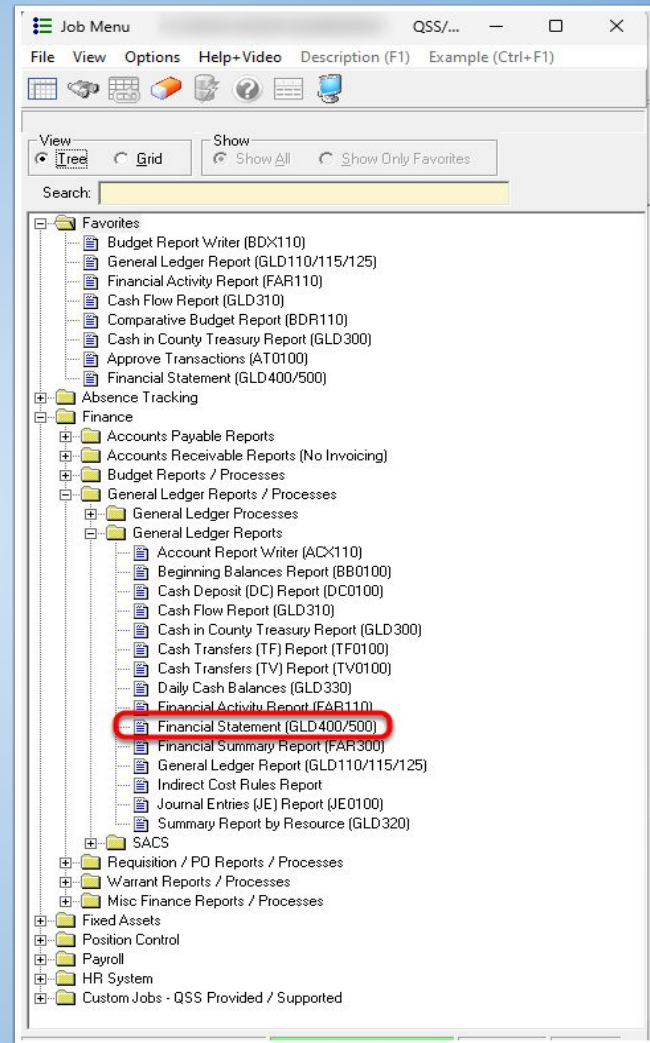 Job Menu QSS/...
File View Options Help+Video Description (F1) Example (Ctrl+F1)
View Show
Tree Grid Show All Show Only Favorites
Search:
Favorites
Budget Report Writer (BDX110)
General Ledger Report (GLD110/115/125)
Financial Activity Report (FAR110)
Cash Flow Report (GLD310)
Comparative Budget Report (BDR110)
Cash in County Treasury Report (GLD300)
Approve Transactions (AT0100)
Financial Statement (GLD400/500)
Absence Tracking
Finance
Accounts Payable Reports
Accounts Receivable Reports (No Invoicing)
Budget Reports / Processes
General Ledger Reports / Processes
General Ledger Processes
General Ledger Reports
Account Report Writer (ACX110)
Beginning Balances Report (BB0100)
Cash Deposit (DC) Report (DC0100)
Cash Flow Report (GLD310)
Cash in County Treasury Report (GLD300)
Cash Transfers (TF) Report (TF0100)
Cash Transfers (TV) Report (TV0100)
Daily Cash Balances (GLD330)
Financial Activity Report (FAR110)
Financial Statement (GLD400/500)
Financial Summary Report (FAR300)
General Ledger Report (GLD110/115/125)
Indirect Cost Rules Report
Journal Entries (JE) Report (JE0100)
Summary Report by Resource (GLD320)
SACS
Requisition / PO Reports / Processes
Warrant Reports / Processes
Misc Finance Reports / Processes
Fixed Assets
Position Control
Payroll
HR System
Custom Jobs - QSS Provided / Supported